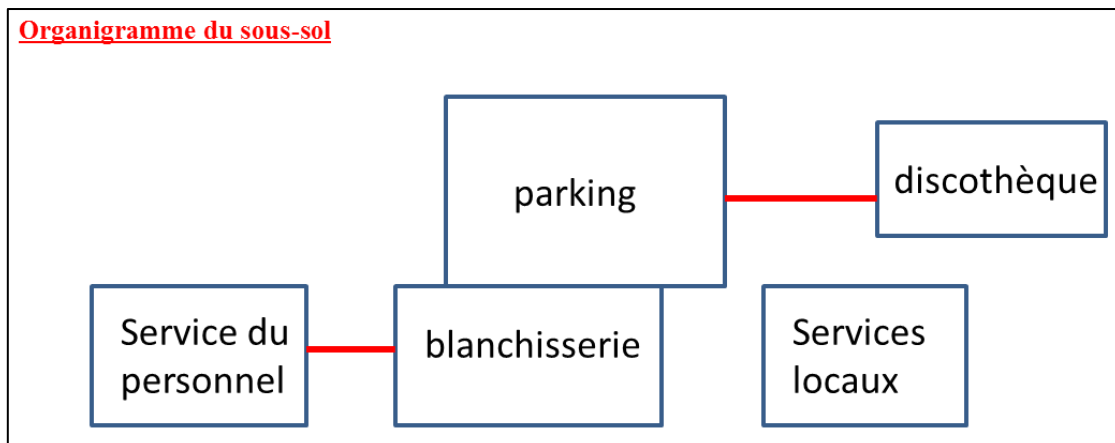 Organigramme du sous-sol
parking
discothèque
Service du
personnel
blanchisserie
Services
locaux